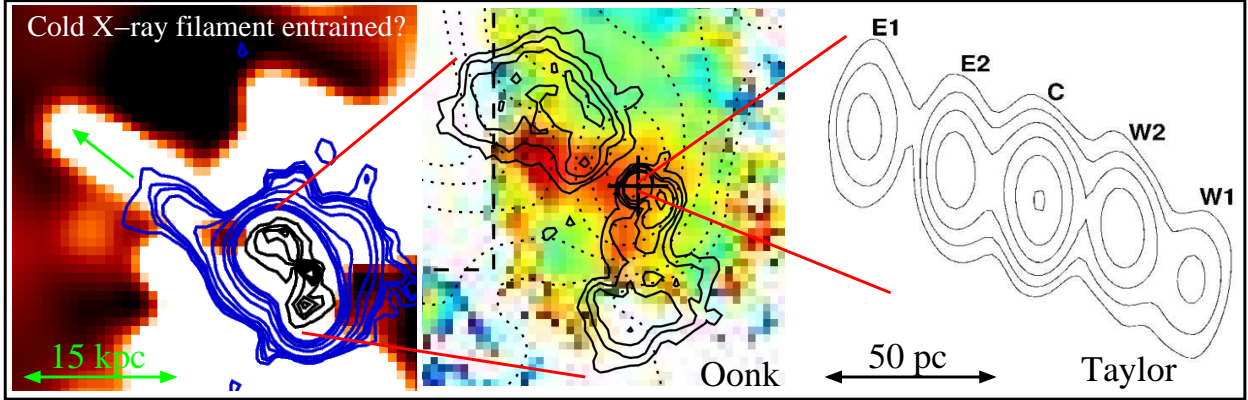 Cold X−ray filament entrained?
15 kpc
Oonk
E1
E2
C
W2
W1
50 pc
Taylor